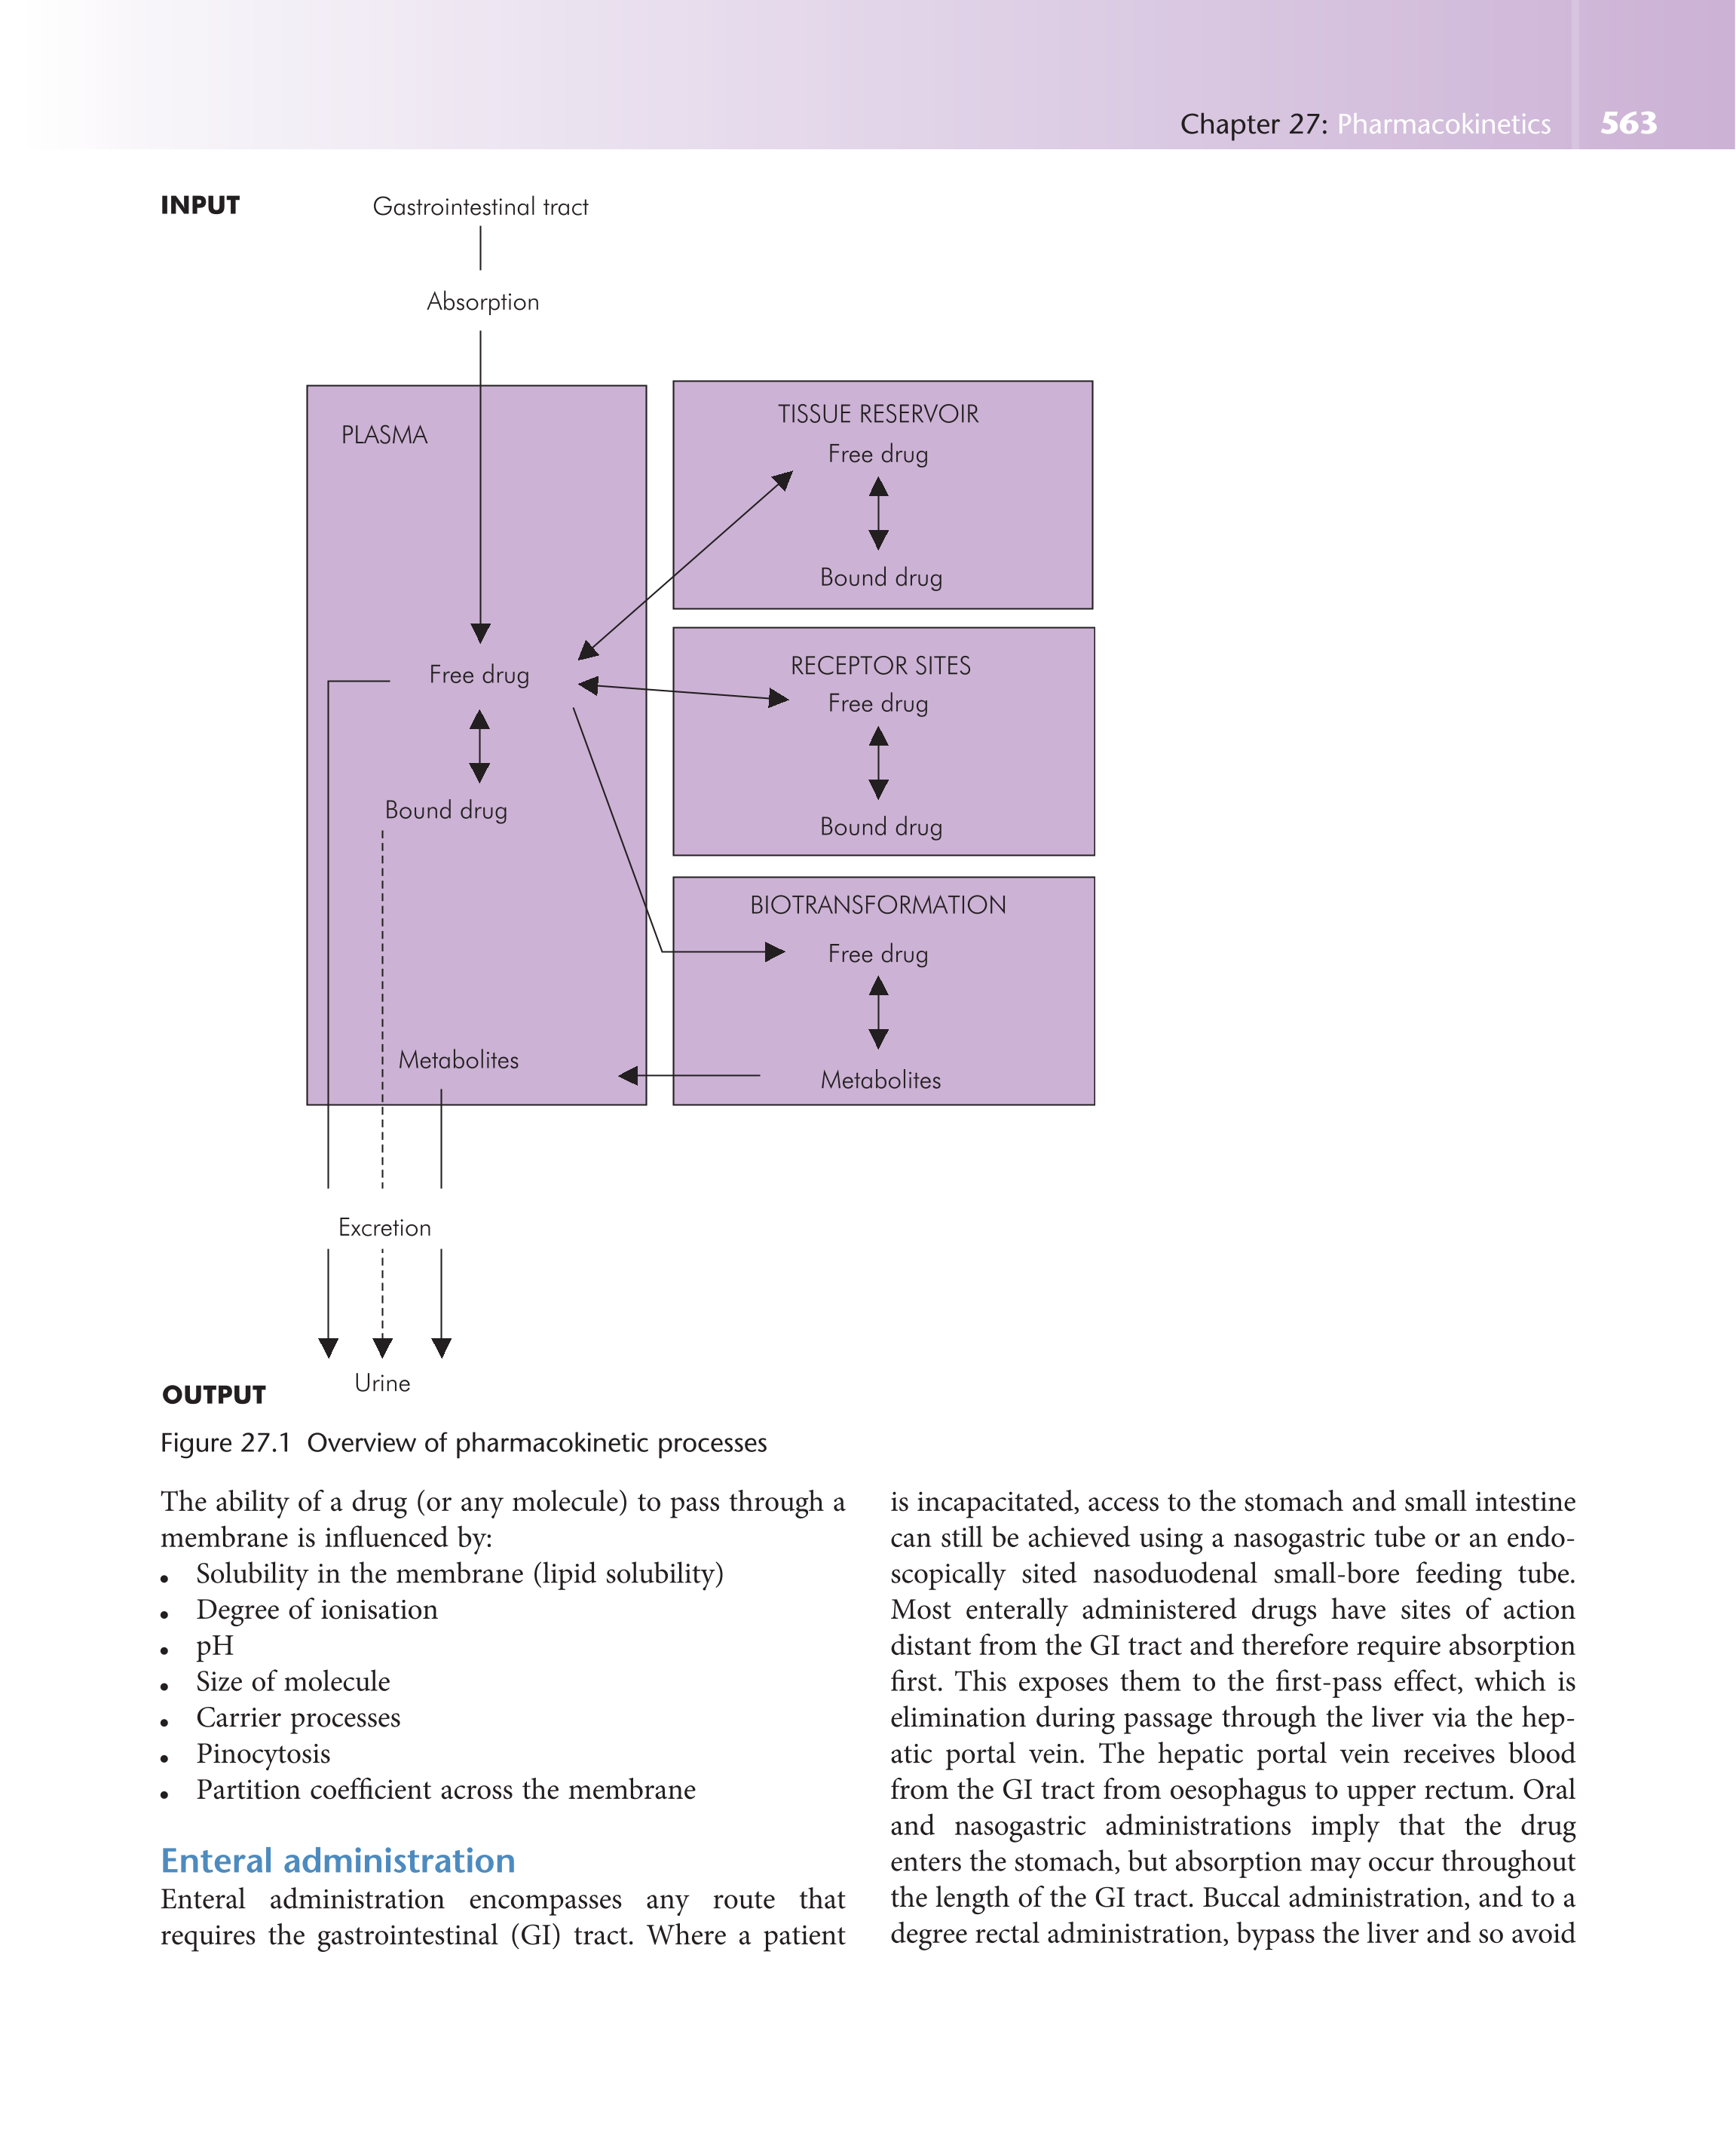 Chapter 27: Pharmacokinetics 563
INPUT
Gastrointestinal tract
Absorption
PLASMA
Free drug
Bound drug
Metabolites
TISSUE RESERVOIR
Free drug
Bound drug
RECEPTOR SITES
Free drug
Bound drug
BIOTRANSFORMATION
Free drug
Metabolites
Excretion
Urine
OUTPUT
Figure 27.1 Overview of pharmacokinetic processes
The ability of a drug (or any molecule) to pass through a
membrane is influenced by:
• Solubility in the membrane (lipid solubility)
• Degree of ionisation
• pH
• Size of molecule
• Carrier processes
• Pinocytosis
• Partition coefficient across the membrane
Enteral administration
Enteral administration encompasses any route that
requires the gastrointestinal (GI) tract. Where a patient
is incapacitated, access to the stomach and small intestine
can still be achieved using a nasogastric tube or an endo-
scopically sited nasoduodenal small-bore feeding tube.
Most enterally administered drugs have sites of action
distant from the GI tract and therefore require absorption
first. This exposes them to the first-pass effect, which is
elimination during passage through the liver via the hep-
atic portal vein. The hepatic portal vein receives blood
from the GI tract from oesophagus to upper rectum. Oral
and nasogastric administrations imply that the drug
enters the stomach, but absorption may occur throughout
the length of the GI tract. Buccal administration, and to a
degree rectal administration, bypass the liver and so avoid